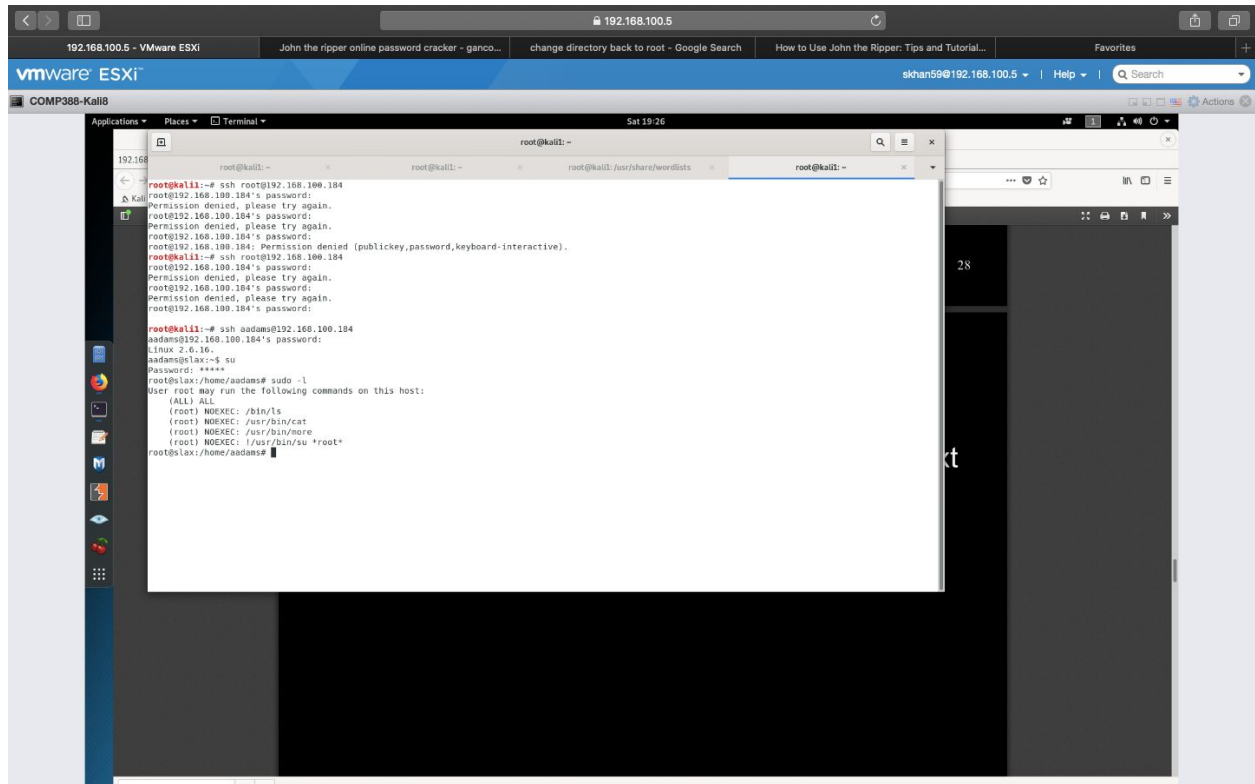 192.168.100.5
192.168.100.5 - VMware ESXi
John the ripper online password cracker - ganco...
change directory back to root - Google Search
How to Use John the Ripper: Tips and Tutorial...
Favorites
vmware ESXi
skhan59@192.168.100.5
Help
Search
COMP388-Kali8
Actions
Applications
Places
Terminal
Sat 19:26
1
root@kali1: ~
192.168
root@kali1: ~
root@kali1: ~
root@kali1: /usr/share/wordlists
root@kali1: ~
Kali
root@kali1:~# ssh root@192.168.100.184
root@192.168.100.184's password:
Permission denied, please try again.
root@192.168.100.184's password:
Permission denied, please try again.
root@192.168.100.184's password:
root@192.168.100.184: Permission denied (publickey,password,keyboard-interactive).
root@kali1:~# ssh root@192.168.100.184
root@192.168.100.184's password:
Permission denied, please try again.
root@192.168.100.184's password:
Permission denied, please try again.
root@192.168.100.184's password:
root@kali1:~# ssh aadams@192.168.100.184
aadams@192.168.100.184's password:
Linux 2.6.16.
aadams@slax:~$ su
Password: *****
root@slax:/home/aadams# sudo -l
User root may run the following commands on this host:
(ALL) ALL
(root) NOEXEC: /bin/ls
(root) NOEXEC: /usr/bin/cat
(root) NOEXEC: /usr/bin/more
(root) NOEXEC: !/usr/bin/su *root*
root@slax:/home/aadams#
28
xt